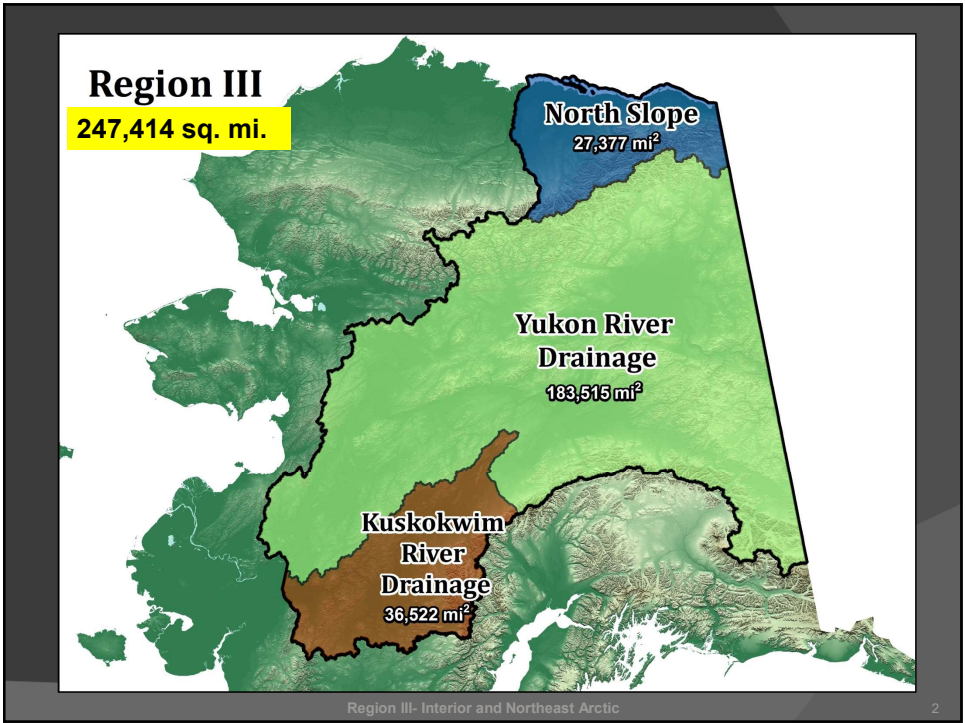 Region III
247,414 sq. mi.
North Slope
27,377 mi²
Yukon River
Drainage
183,515 mi²
Kuskokwim
River
Drainage
36,522 mi²
Region III- Interior and Northeast Arctic
2